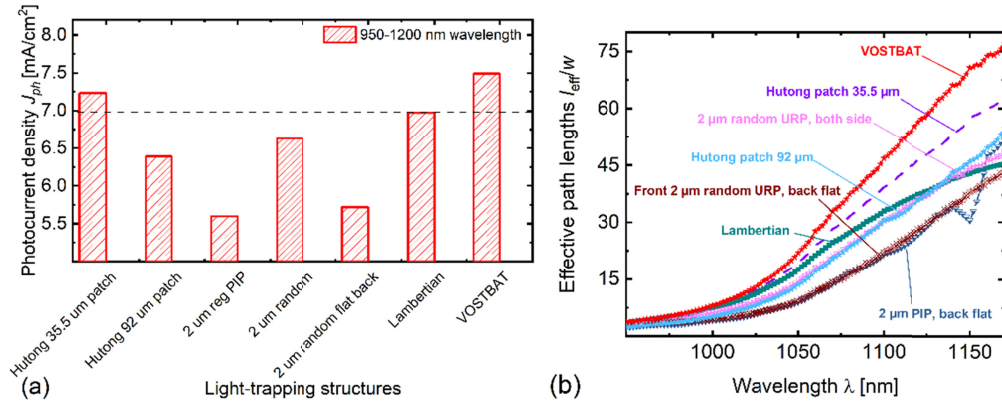 Photocurrent density Jph [mA/cm²]
8.0
7.5
7.0
6.5
6.0
5.5
950-1200 nm wavelength
Hutong 35.5 um patch
Hutong 92 um patch
2 um reg PIP
2 um random
2 um random flat back
Lambertian
VOSTBAT
(a)
Light-trapping structures
Effective path lengths leff/w
75
60
45
30
15
VOSTBAT
Hutong patch 35.5 µm
2 µm random URP, both side
Hutong patch 92 µm
Front 2 µm random URP, back flat
Lambertian
2 µm PIP, back flat
1000
1050
1100
1150
(b)
Wavelength λ [nm]